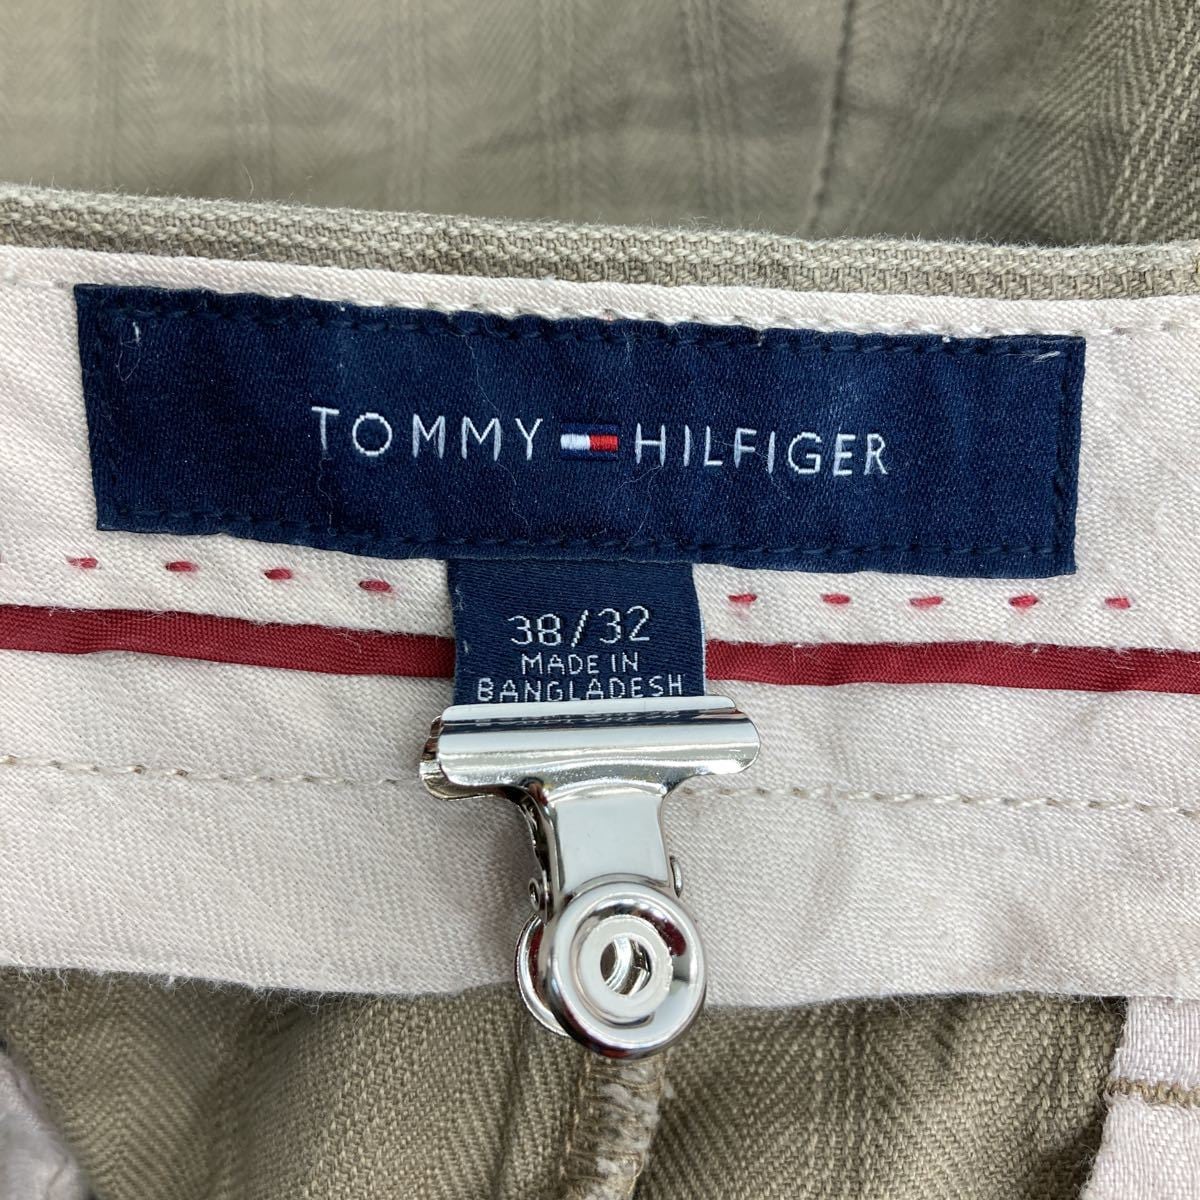 TOMMY HILFIGER
38/32
MADE IN
BANGLADESH